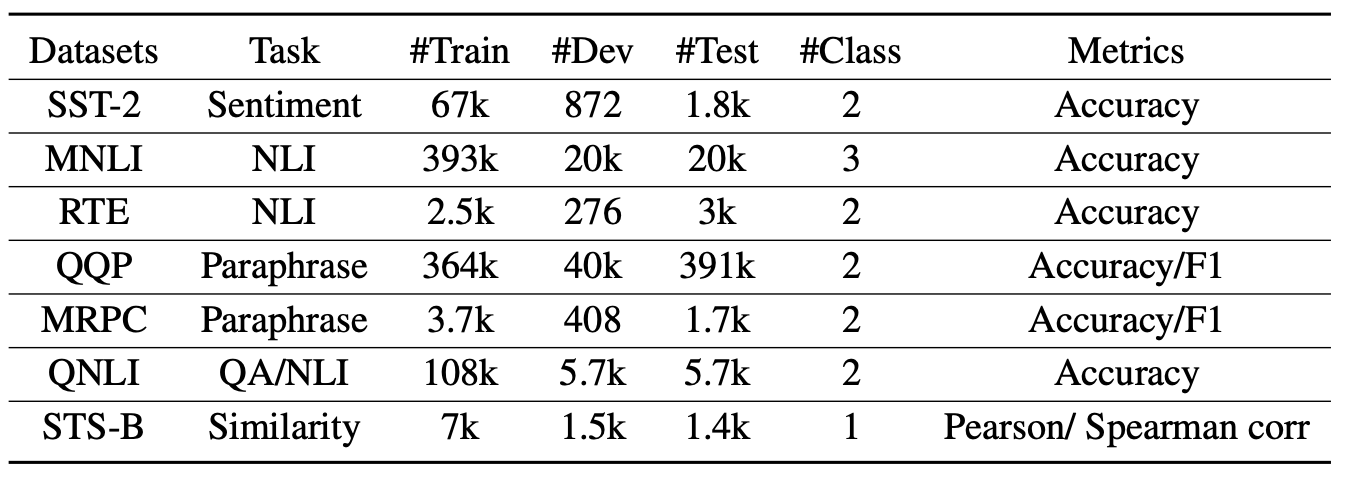 Datasets Task #Train #Dev #Test #Class Metrics
SST-2 Sentiment 67k 872 1.8k 2 Accuracy
MNLI NLI 393k 20k 20k 3 Accuracy
RTE NLI 2.5k 276 3k 2 Accuracy
QQP Paraphrase 364k 40k 391k 2 Accuracy/F1
MRPC Paraphrase 3.7k 408 1.7k 2 Accuracy/F1
QNLI QA/NLI 108k 5.7k 5.7k 2 Accuracy
STS-B Similarity 7k 1.5k 1.4k 1 Pearson/ Spearman corr